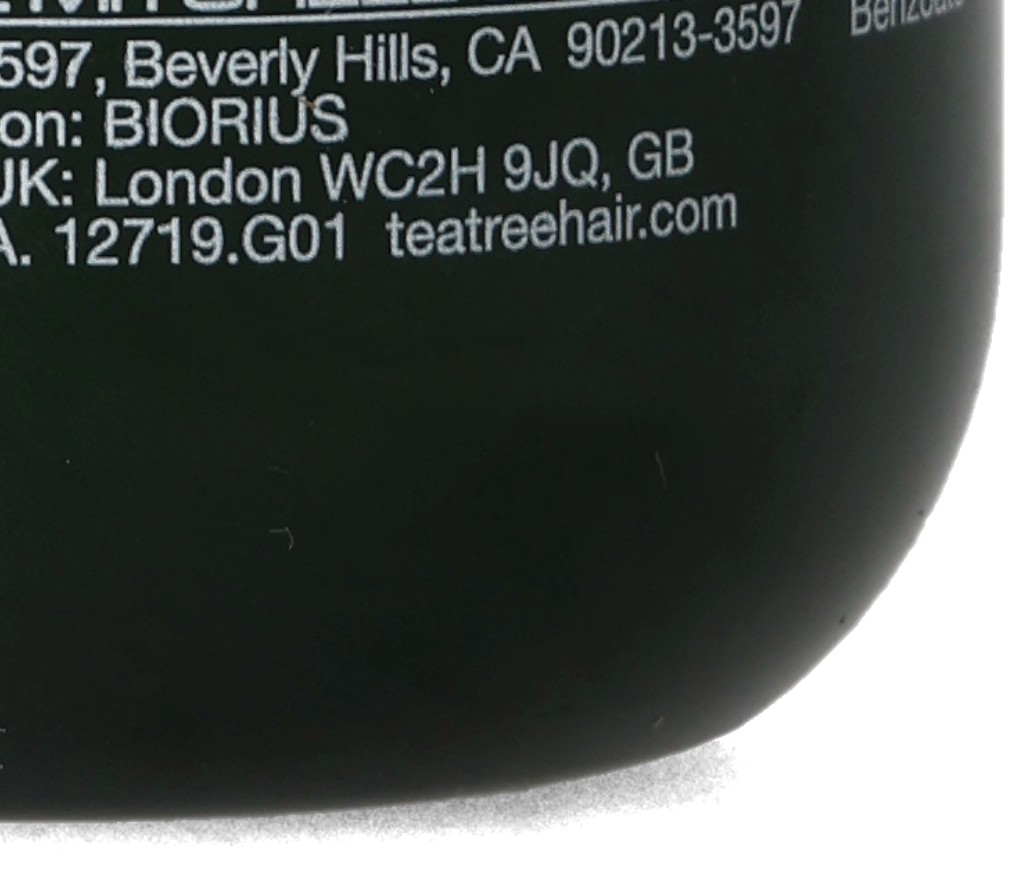 597, Beverly Hills, CA 90213-3597
on: BIORIUS
UK: London WC2H 9JQ, GB
A. 12719.G01 teatreehair.com